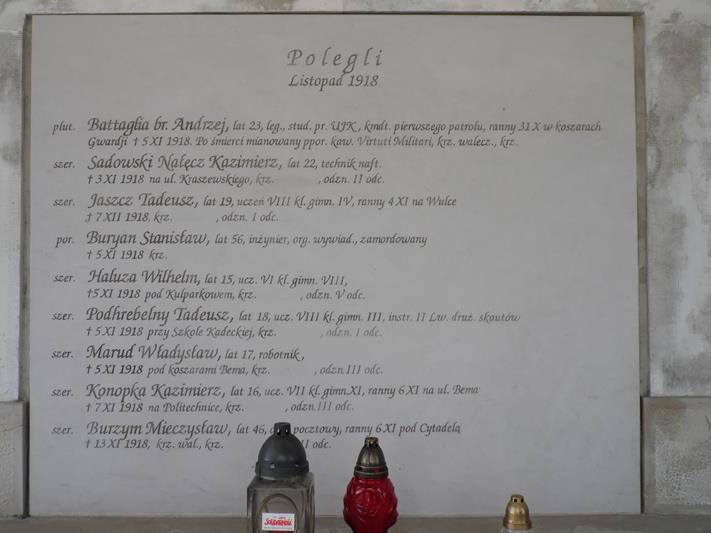 Polegli
Listopad 1918
plut. Battaglia br. Andrzej, lat 23, leg., stud. pr. UJK, kmdt. pierwszego patrolu, ranny 31 X w koszarach
Gwardji † 5 XI 1918. Po śmierci mianowany ppor. kaw. Virtuti Militari, krz. walecz., krz.
szer. Sadowski Nałęcz Kazimierz, lat 22, technik naft.
† 3 XI 1918 na ul. Kraszewskiego, krz. , odzn. II odc.
szer. Jaszcz Tadeusz, lat 19, uczeń VIII kl. gimn. IV, ranny 4 XI na Wulce
† 7 XII 1918, krz. , odzn. I odc.
por. Buryan Stanisław, lat 56, inżynier, org. wywiad., zamordowany
† 5 XI 1918 krz.
szer. Haluza Wilhelm, lat 15, ucz. VI kl. gimn. VIII,
†5 XI 1918 pod Kulparkowem, krz. , odzn. V odc.
szer. Podhrebelny Tadeusz, lat 18, ucz. VIII kl. gimn. III, instr. II Lw. druż. skautów
† 5 XI 1918 przy Szkole Kadeckiej, krz. , odzn. I odc.
szer. Marud Władysław, lat 17, robotnik,
† 5 XI 1918 pod koszarami Bema, krz. , odzn.III odc.
szer. Konopka Kazimierz, lat 16, ucz. VII kl. gimn.XI, ranny 6 XI na ul. Bema
† 7 XI 1918 na Politechnice, krz. , odzn.III odc.
szer. Burzym Mieczysław, lat 46, pocztowy, ranny 6 XI pod Cytadelą
† 13 XI 1918, krz. wal., krz. odc.
SOLIDARNOŚĆ